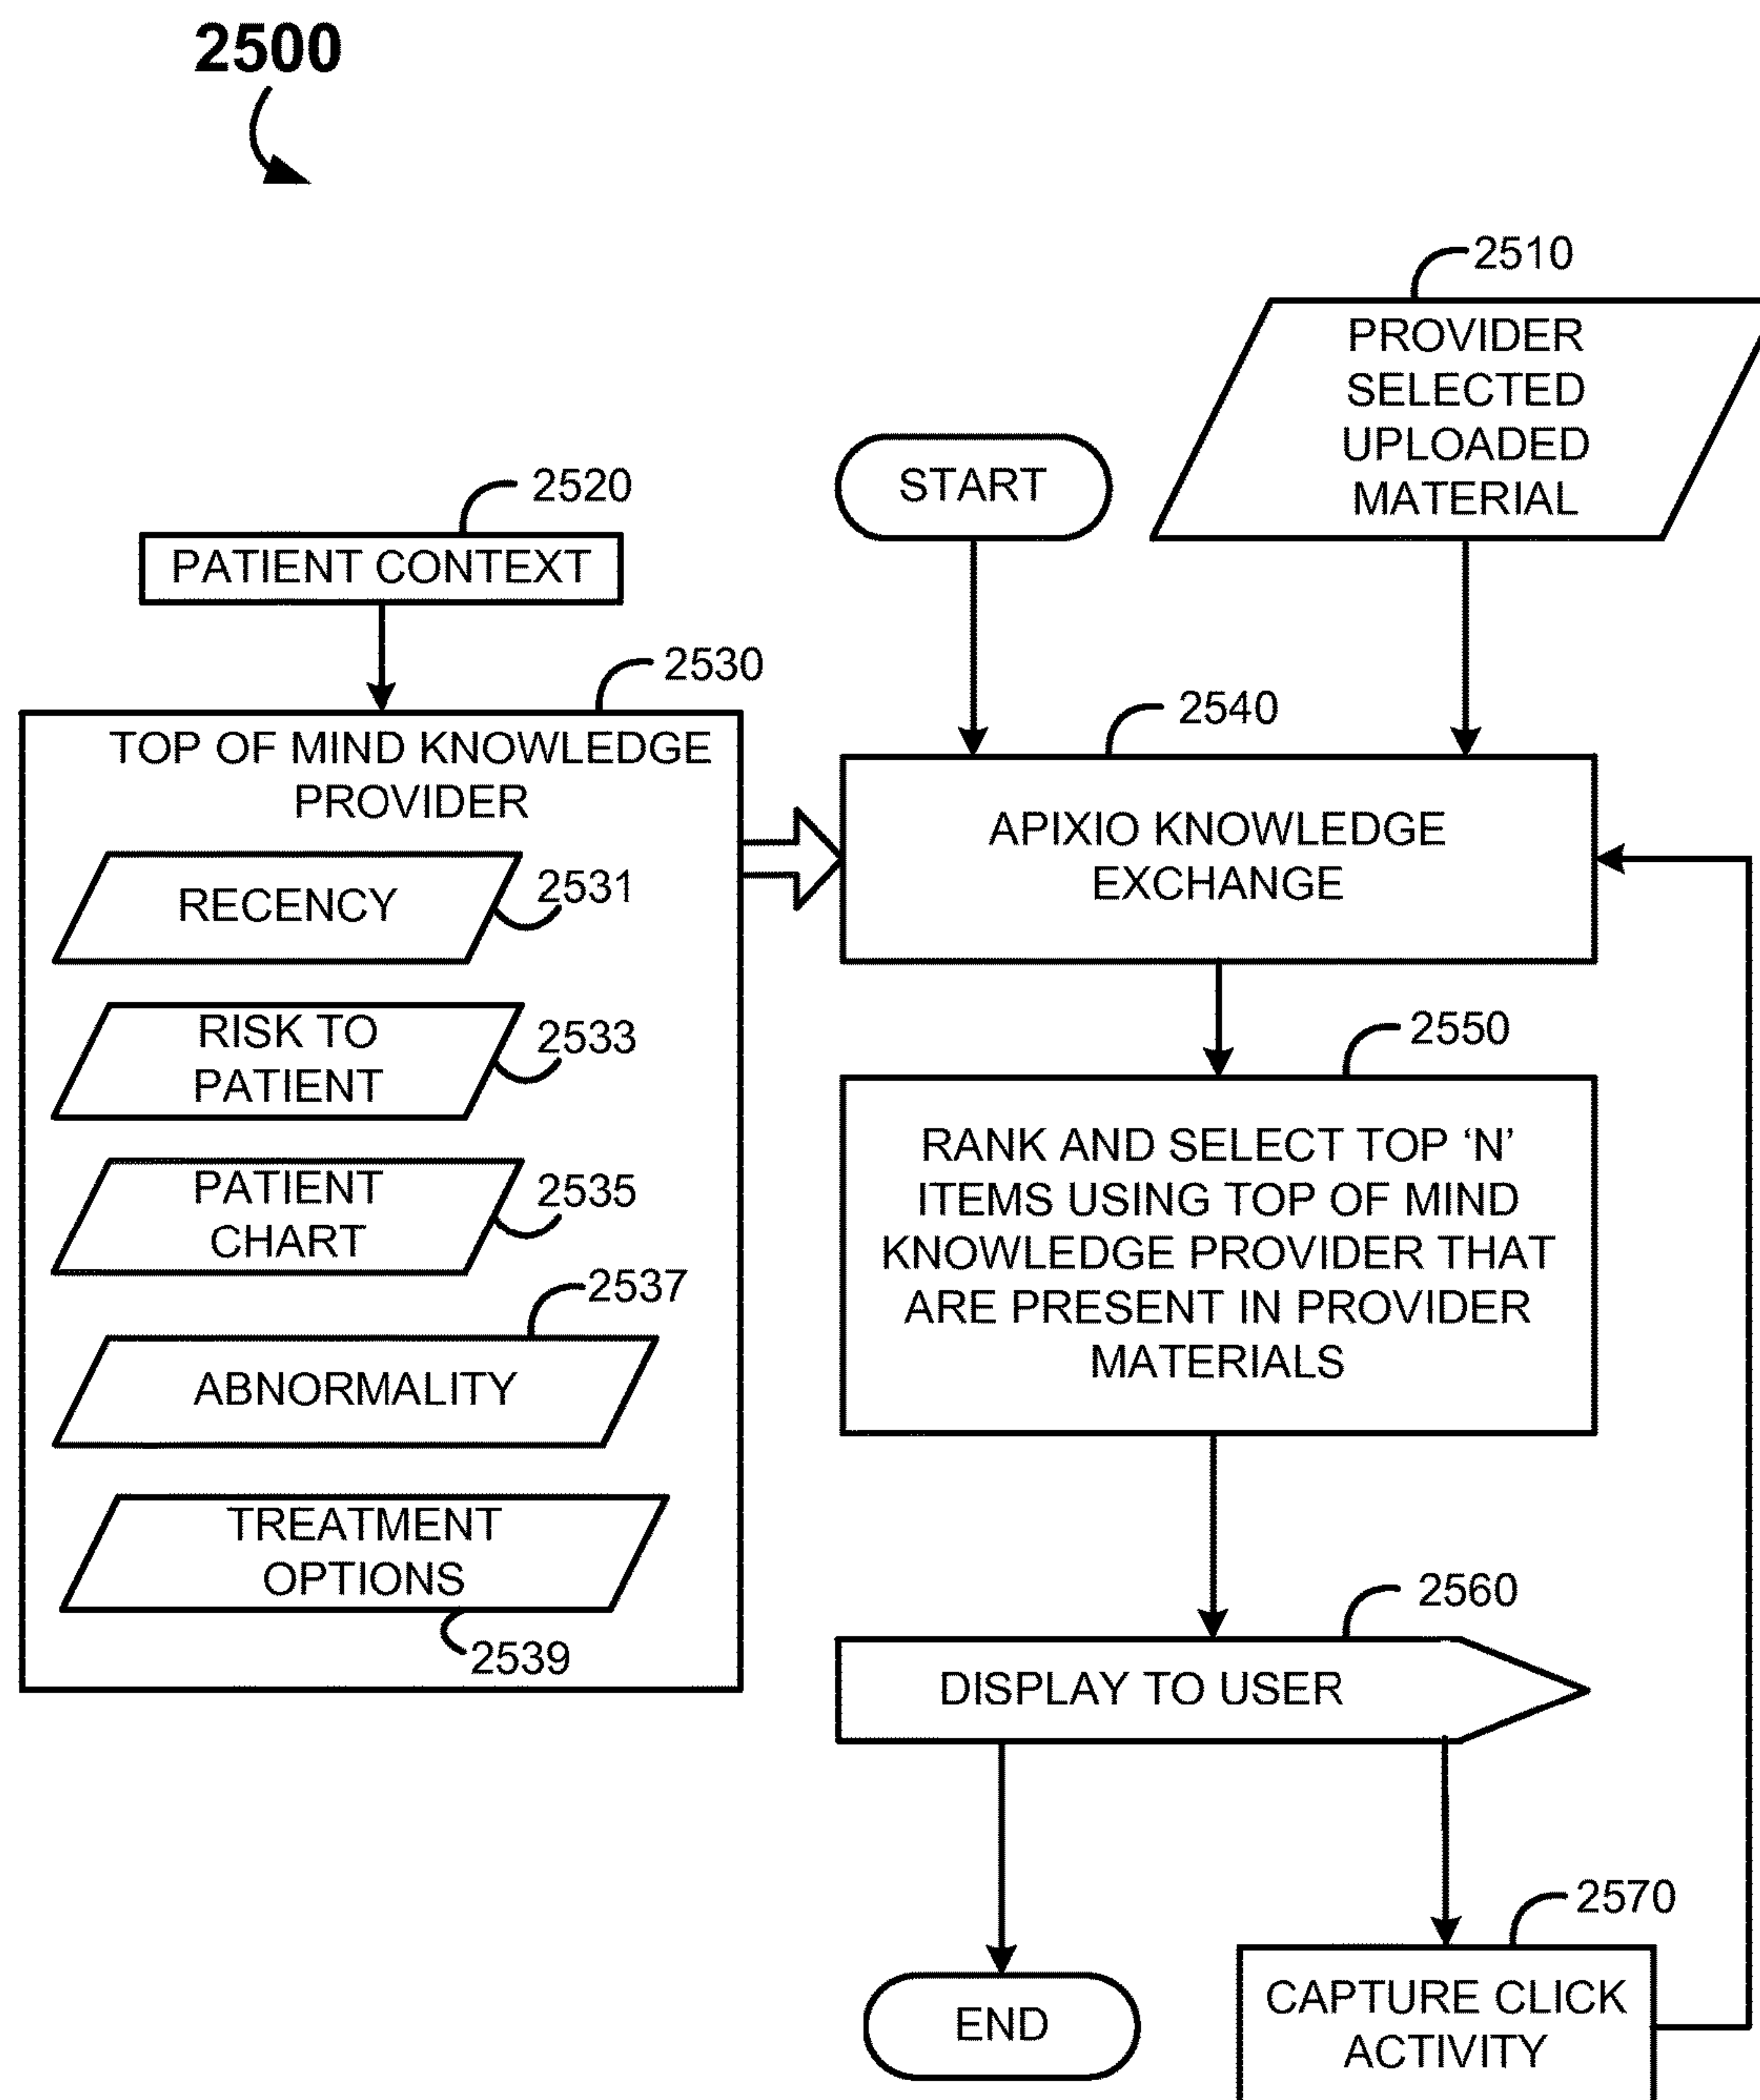 2500
2510
PROVIDER
SELECTED
UPLOADED
MATERIAL
START
2520
PATIENT CONTEXT
2530
TOP OF MIND KNOWLEDGE
PROVIDER
RECENCY
2531
RISK TO
PATIENT
2533
PATIENT
CHART
2535
2537
ABNORMALITY
TREATMENT
OPTIONS
2539
2540
APIXIO KNOWLEDGE
EXCHANGE
2550
RANK AND SELECT TOP ‘N’
ITEMS USING TOP OF MIND
KNOWLEDGE PROVIDER THAT
ARE PRESENT IN PROVIDER
MATERIALS
2560
DISPLAY TO USER
2570
CAPTURE CLICK
ACTIVITY
END